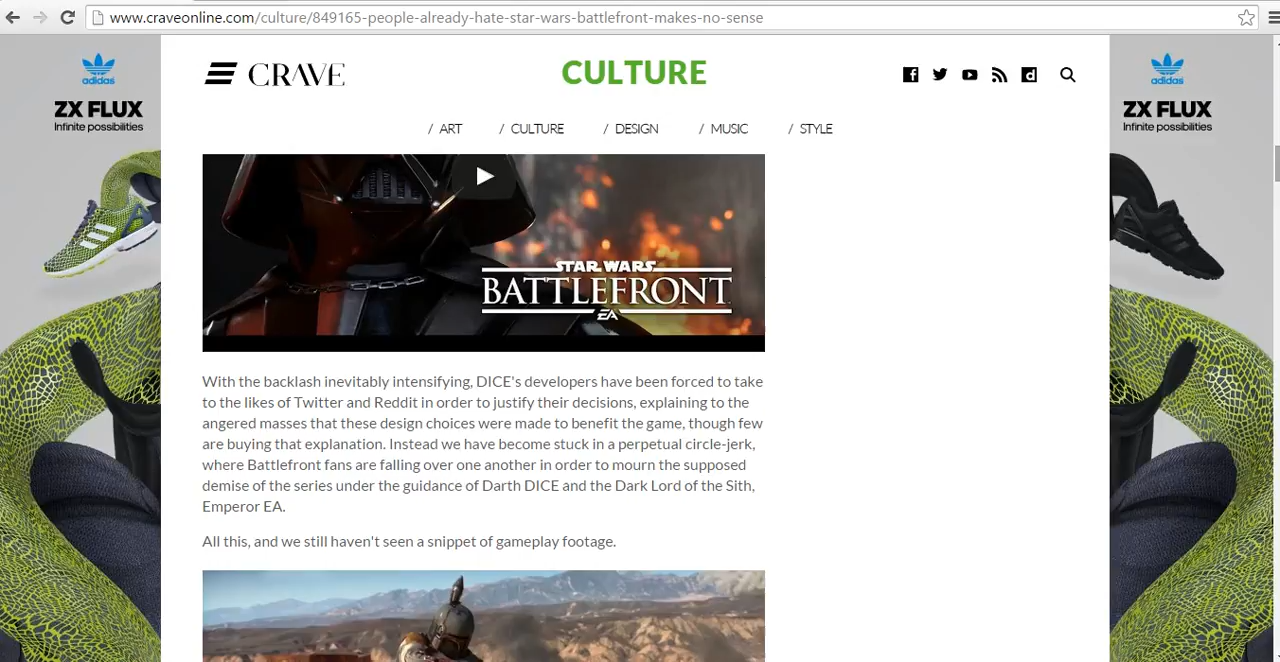 www.craveonline.com/culture/849165-people-already-hate-star-wars-battlefront-makes-no-sense
adidas
ZX FLUX
Infinite possibilities
CRAVE
CULTURE
adidas
ZX FLUX
Infinite possibilities
/ ART / CULTURE / DESIGN / MUSIC / STYLE
STAR WARS
BATTLEFRONT
EA
With the backlash inevitably intensifying, DICE's developers have been forced to take
to the likes of Twitter and Reddit in order to justify their decisions, explaining to the
angered masses that these design choices were made to benefit the game, though few
are buying that explanation. Instead we have become stuck in a perpetual circle-jerk,
where Battlefront fans are falling over one another in order to mourn the supposed
demise of the series under the guidance of Darth DICE and the Dark Lord of the Sith,
Emperor EA.
All this, and we still haven't seen a snippet of gameplay footage.